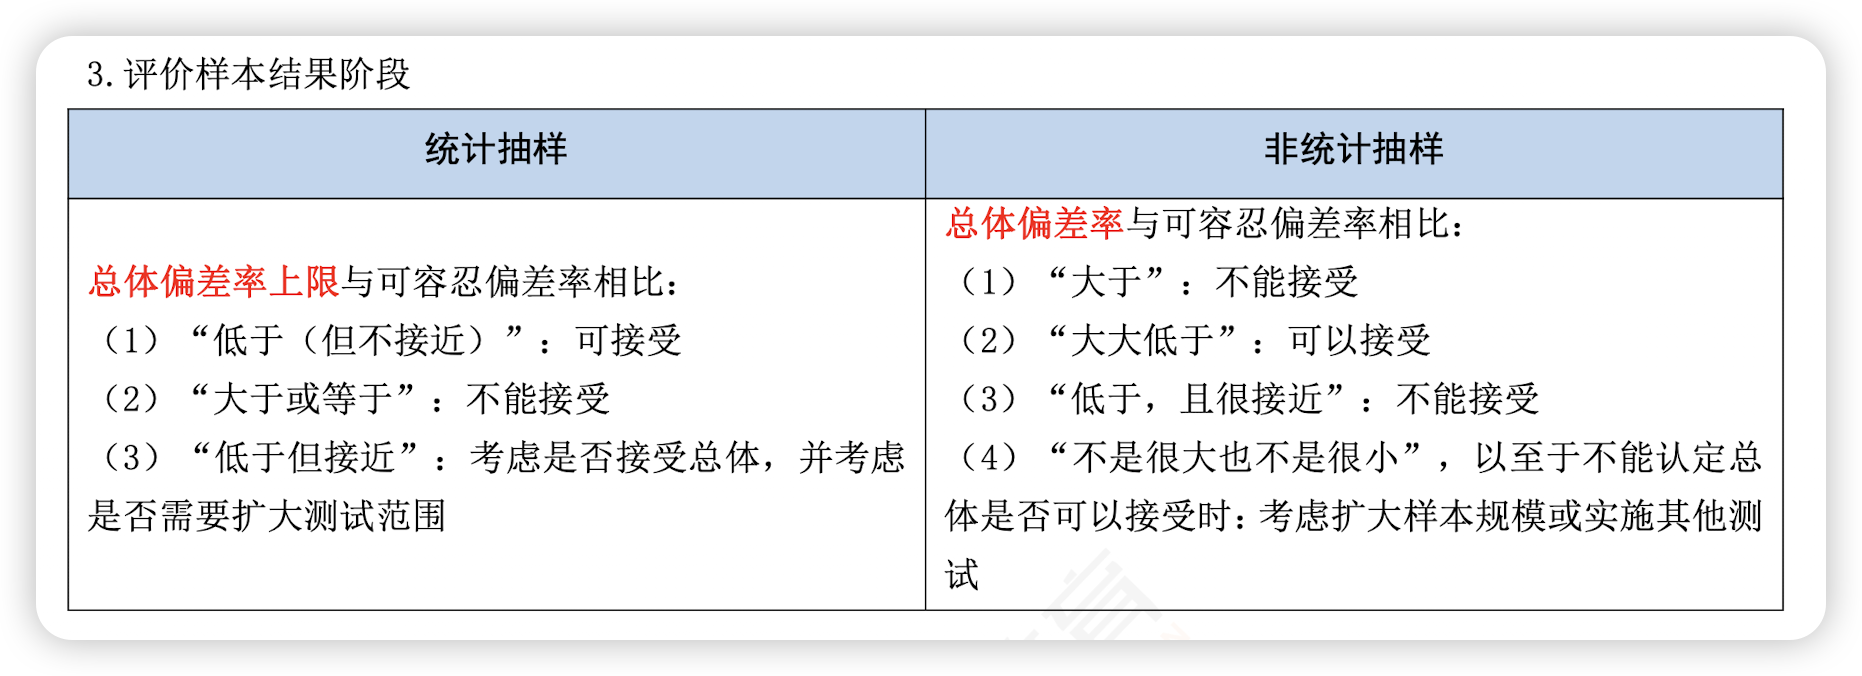 3.评价样本结果阶段
统计抽样
非统计抽样
总体偏差率上限与可容忍偏差率相比：
（1）“低于（但不接近）”：可接受
（2）“大于或等于”：不能接受
（3）“低于但接近”：考虑是否接受总体，并考虑
是否需要扩大测试范围
总体偏差率与可容忍偏差率相比：
（1）“大于”：不能接受
（2）“大大低于”：可以接受
（3）“低于，且很接近”：不能接受
（4）“不是很大也不是很小”，以至于不能认定总
体是否可以接受时：考虑扩大样本规模或实施其他测
试